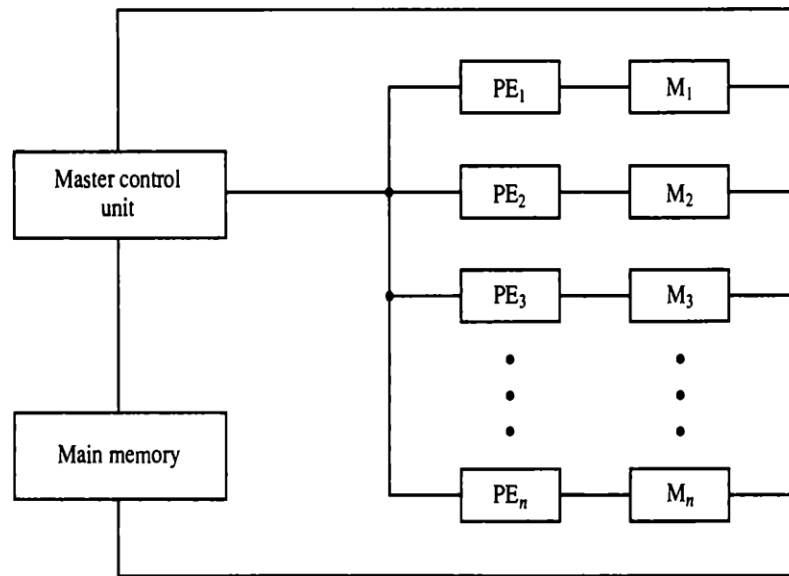 PE₁
M₁
Master control
unit
PE₂
M₂
PE₃
M₃
Main memory
PEₙ
Mₙ